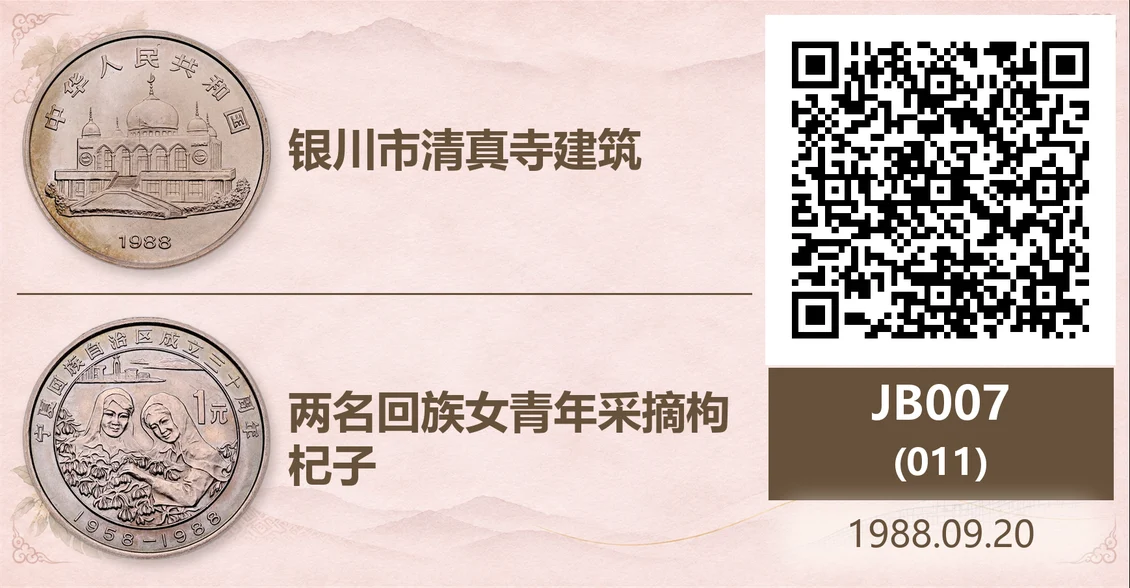 中华人民共和国
1988
银川市清真寺建筑
宁夏回族自治区成立三十周年
1元
1958-1988
两名回族女青年采摘枸
杞子
JB007
(011)
1988.09.20